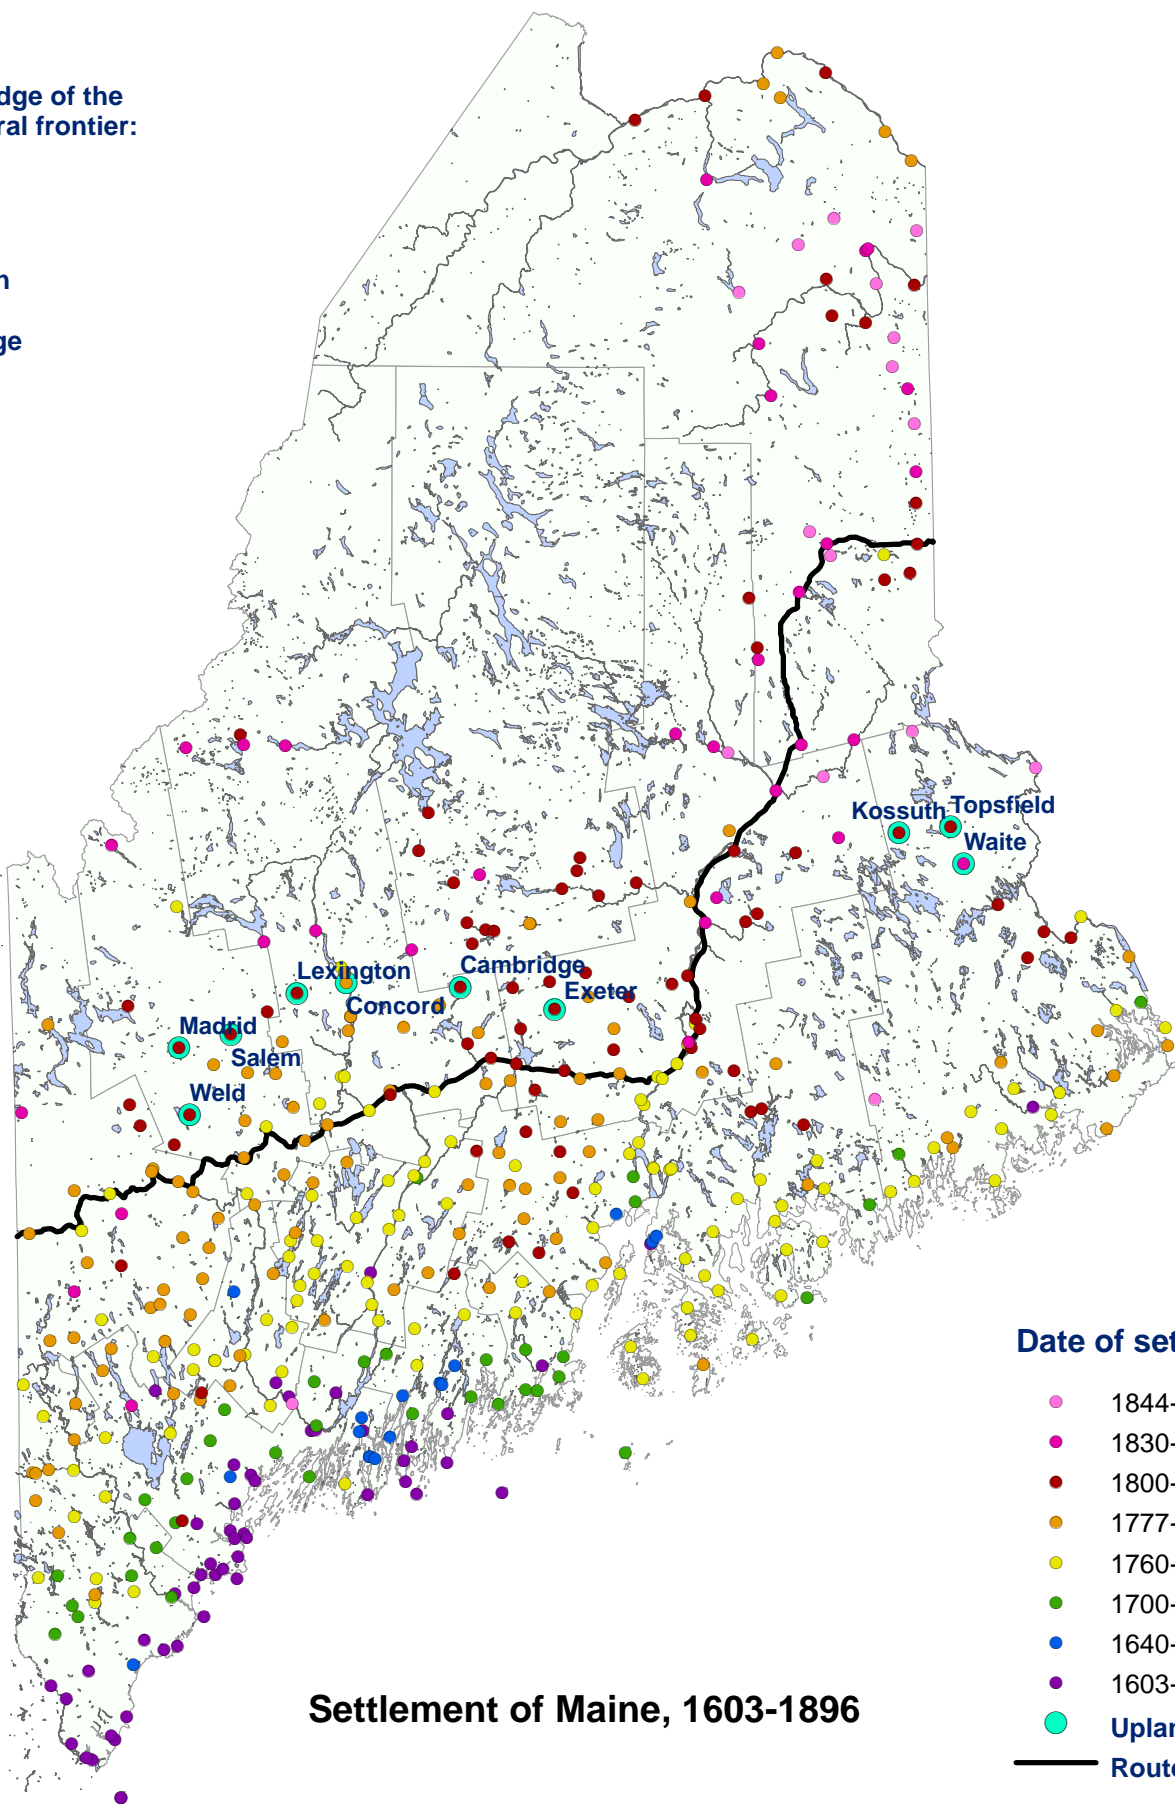 dge of the
ral frontier:
n
ge
Kossuth
Topsfield
Waite
Lexington
Cambridge
Concord
Exeter
Madrid
Salem
Weld
Date of set
1844-
1830-
1800-
1777-
1760-
1700-
1640-
1603-
Uplan
Route
Settlement of Maine, 1603-1896